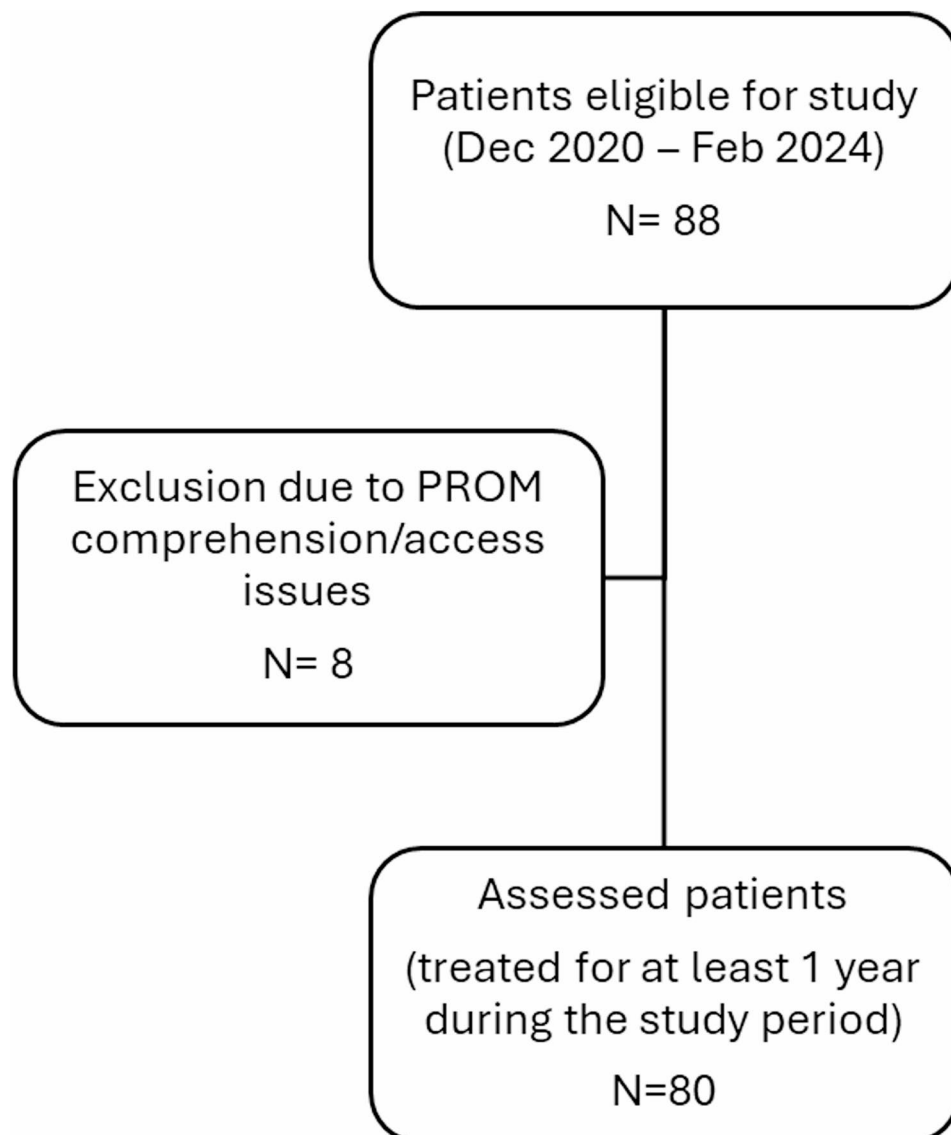 Patients eligible for study
(Dec 2020 – Feb 2024)
N= 88
Exclusion due to PROM
comprehension/access
issues
N= 8
Assessed patients
(treated for at least 1 year
during the study period)
N=80